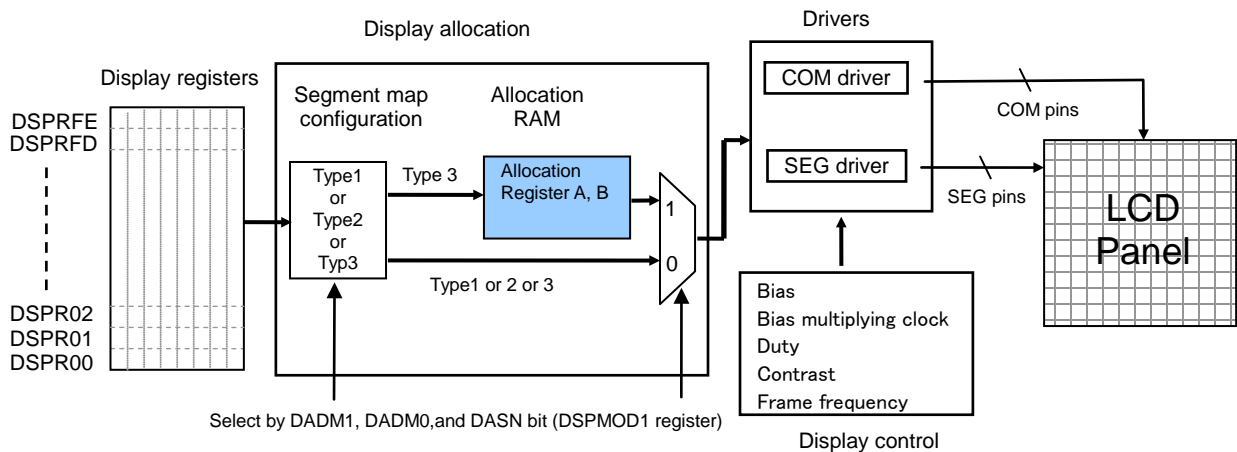 Display allocation
Drivers
Display registers
DSPRFE
DSPRFD
DSPR02
DSPR01
DSPR00
Segment map
configuration
Allocation
RAM
Type1
or
Type2
or
Typ3
Type 3
Allocation
Register A, B
Type1 or 2 or 3
1
0
Select by DADM1, DADM0,and DASN bit (DSPMOD1 register)
COM driver
SEG driver
COM pins
SEG pins
LCD
Panel
Bias
Bias multiplying clock
Duty
Contrast
Frame frequency
Display control